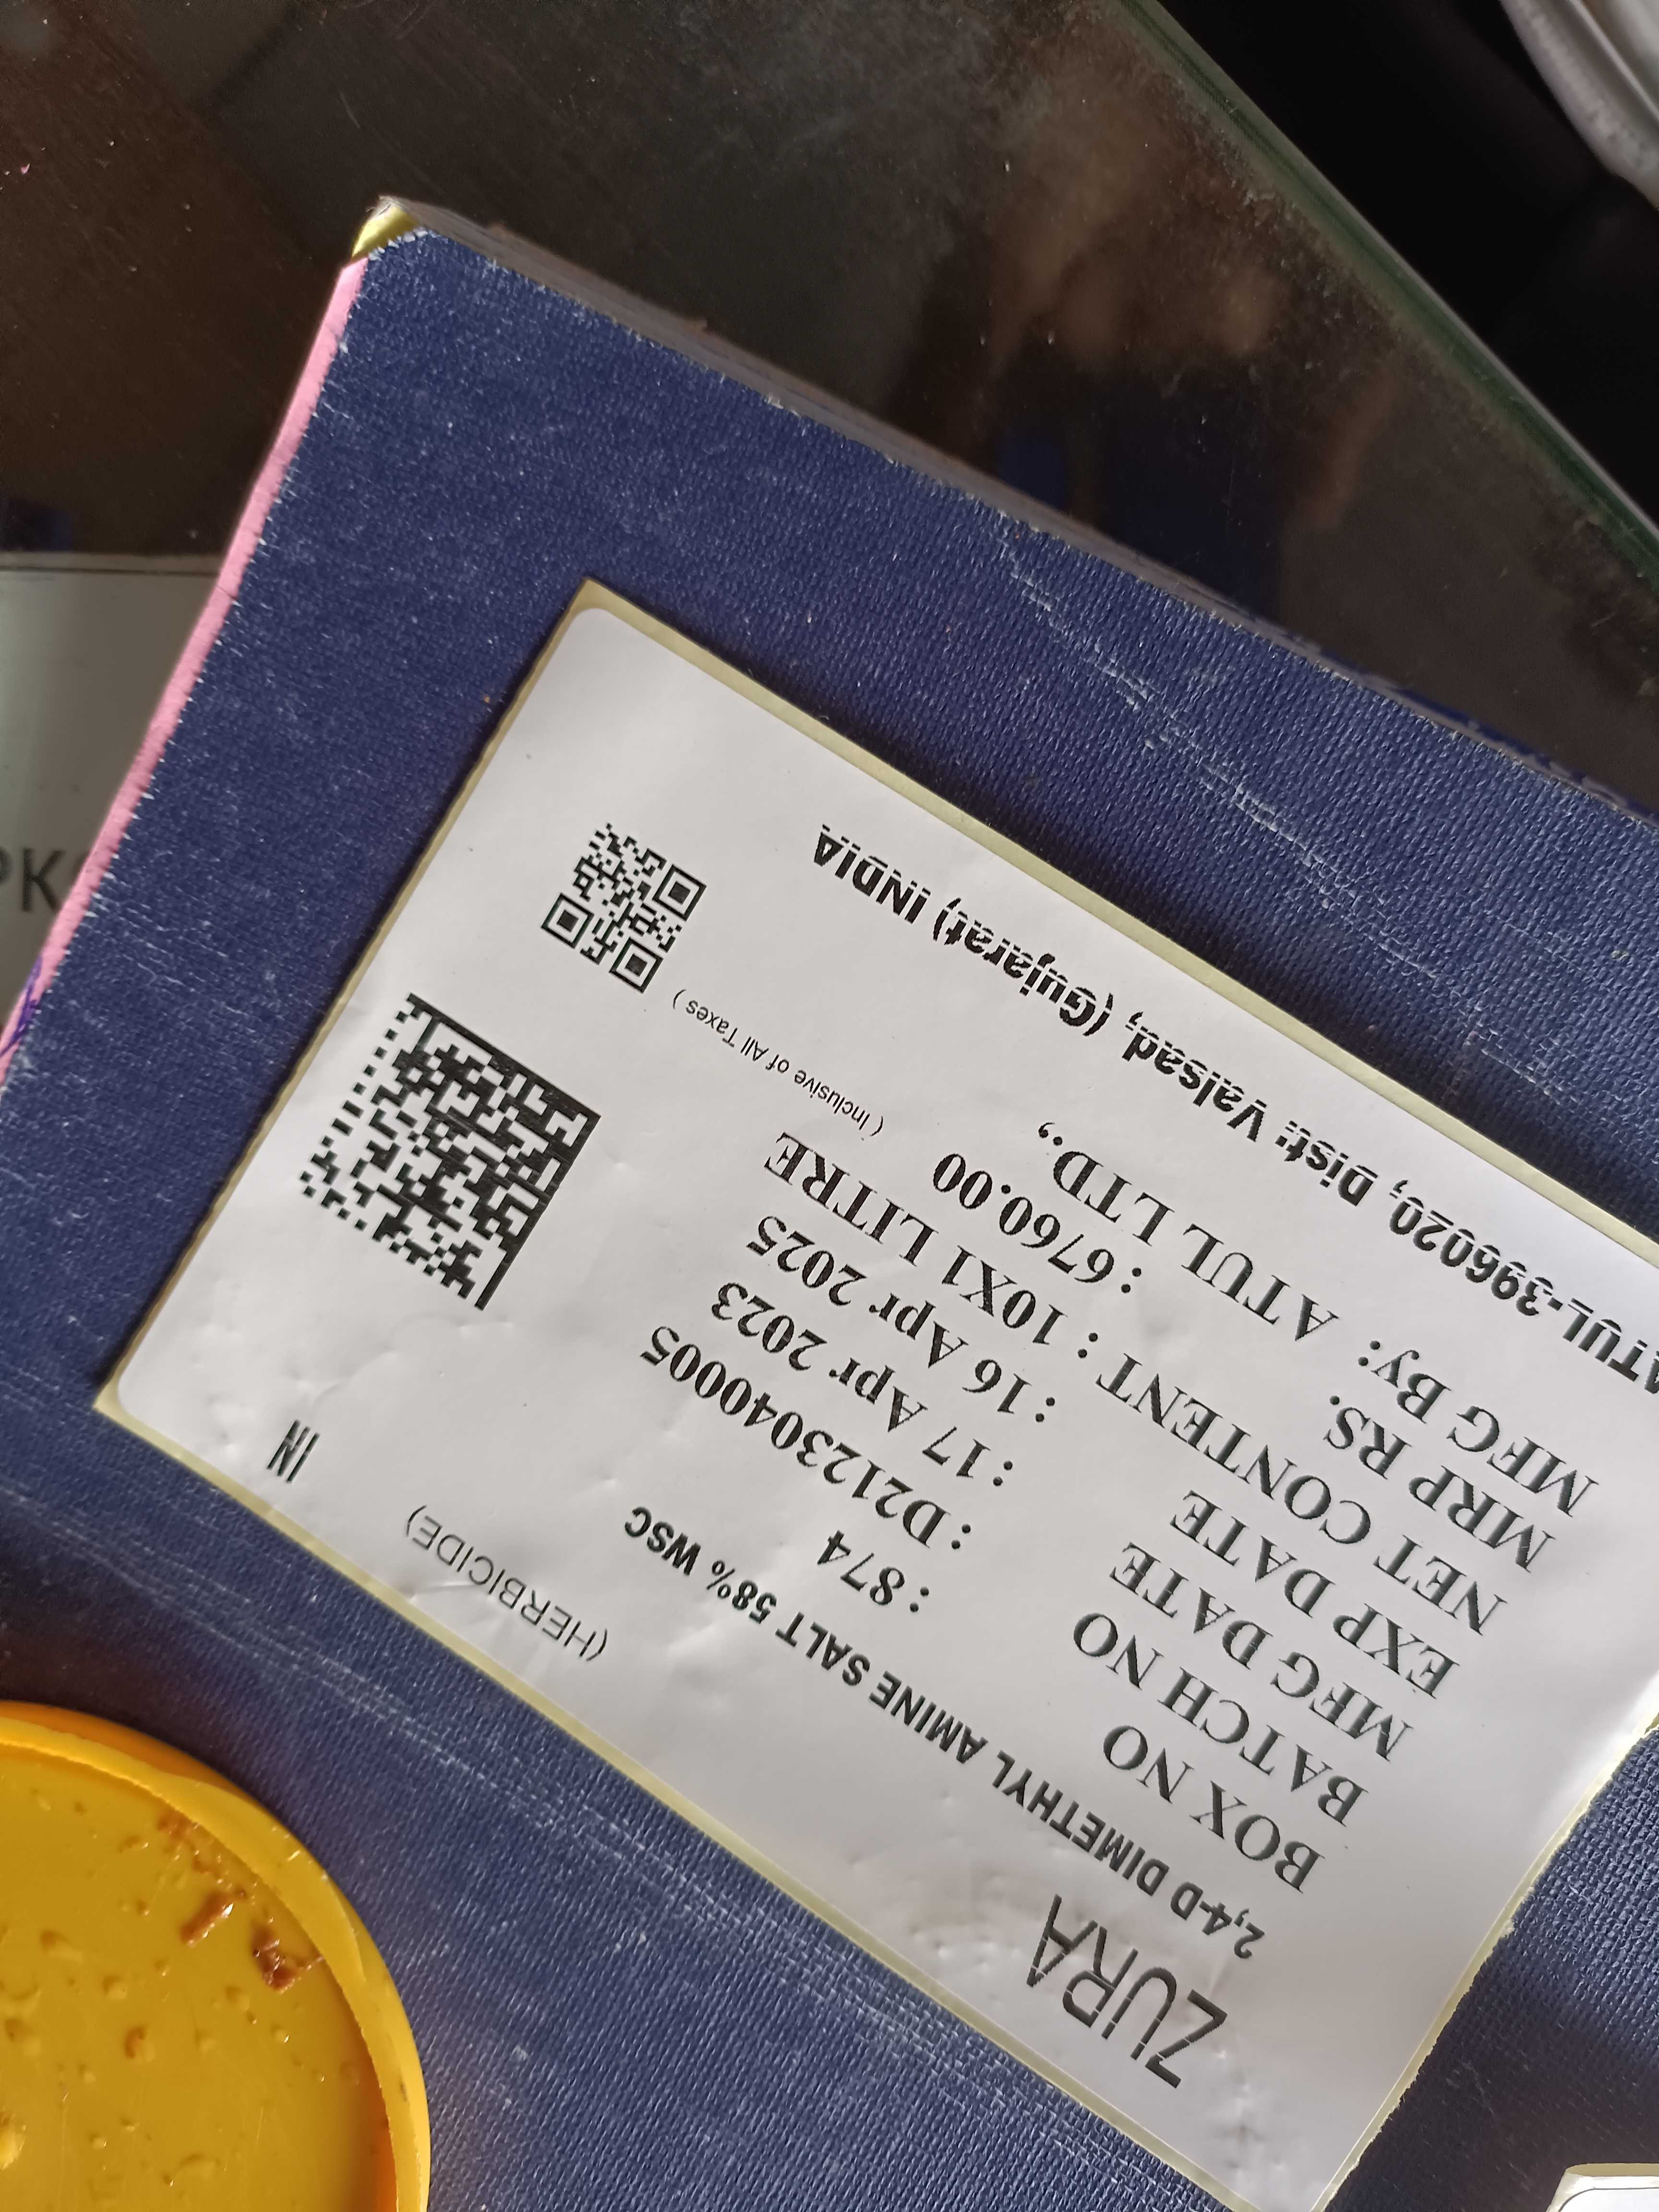 ZURA
(HERBICIDE)
IN
2,4-D DIMETHYL AMINE SALT 58% WSC
BOX NO : 874
BATCH NO : D2123040005
MFG DATE : 17 Apr 2023
EXP DATE : 16 Apr 2025
NET CONTENT : 10X1 LITRE
MRP RS. : 6760.00
( Inclusive of All Taxes )
MFG By: ATUL LTD.,
ATUL-396020, Dist: Valsad, (Gujarat) INDIA